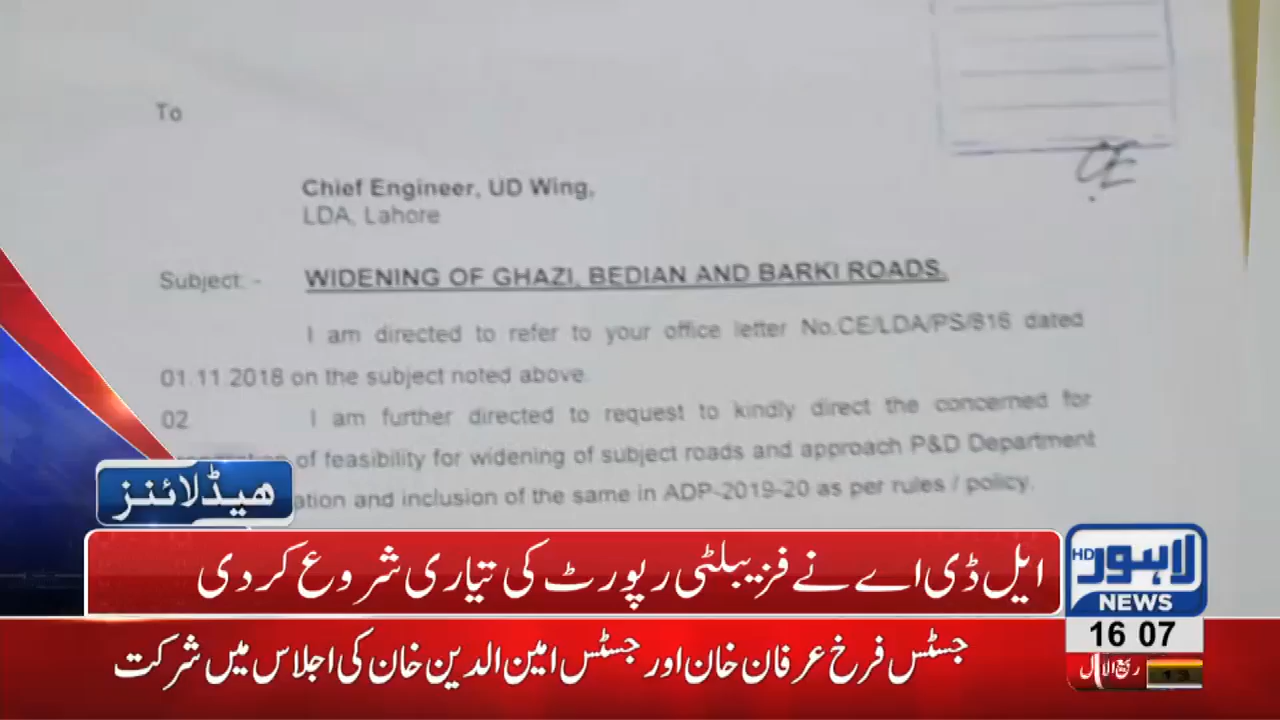 To
Chief Engineer, UD Wing,
LDA, Lahore
Subject:- WIDENING OF GHAZI, BEDIAN AND BARKI ROADS.
I am directed to refer to your office letter No.CE/LDA/PS/816 dated
01.11.2018 on the subject noted above.
02 I am further directed to request to kindly direct the concerned for
of feasibility for widening of subject roads and approach P&D Department
and inclusion of the same in ADP-2019-20 as per rules / policy.
ھیڈلائنز
ایل ڈی اے نے فزیبلٹی رپورٹ کی تیاری شروع کر دی
جسٹس فرخ عرفان خان اور جسٹس امین الدین خان کی اجلاس میں شرکت
HD لاہور
NEWS
16 07
ربیع الاول
13